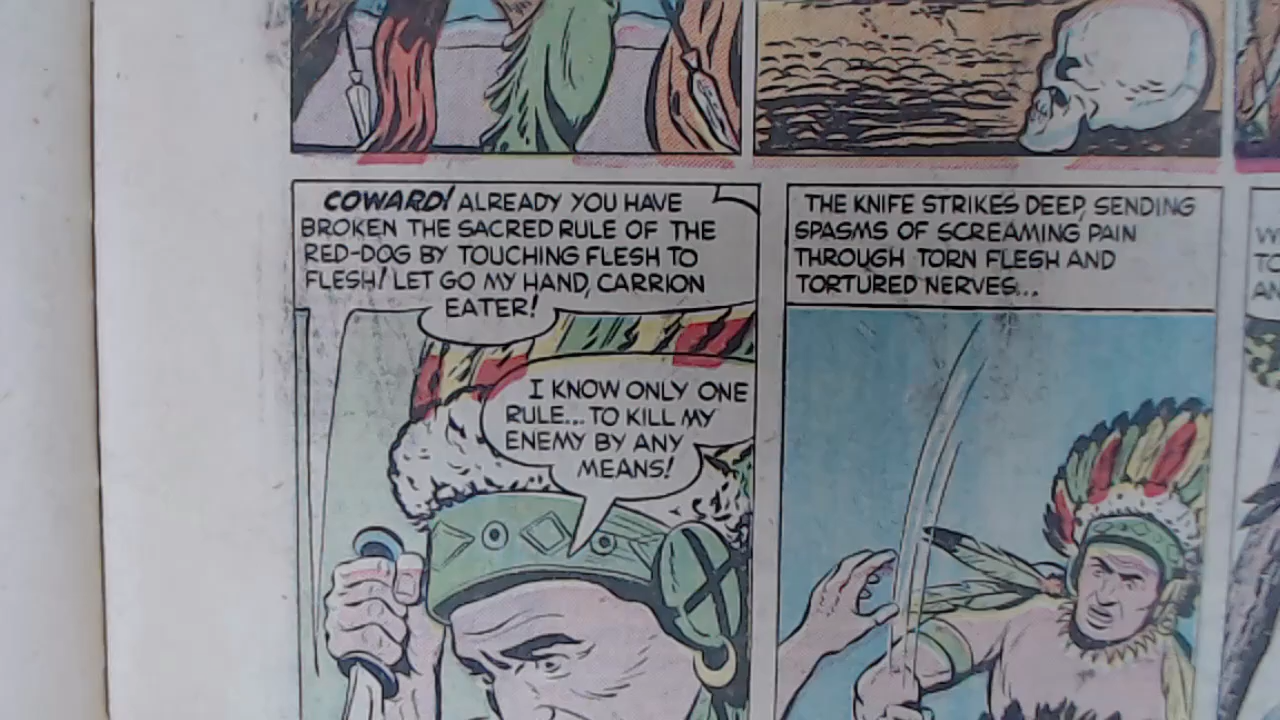 COWARD! ALREADY YOU HAVE
BROKEN THE SACRED RULE OF THE
RED-DOG BY TOUCHING FLESH TO
FLESH! LET GO MY HAND, CARRION
EATER!
I KNOW ONLY ONE
RULE... TO KILL MY
ENEMY BY ANY
MEANS!
THE KNIFE STRIKES DEEP, SENDING
SPASMS OF SCREAMING PAIN
THROUGH TORN FLESH AND
TORTURED NERVES...